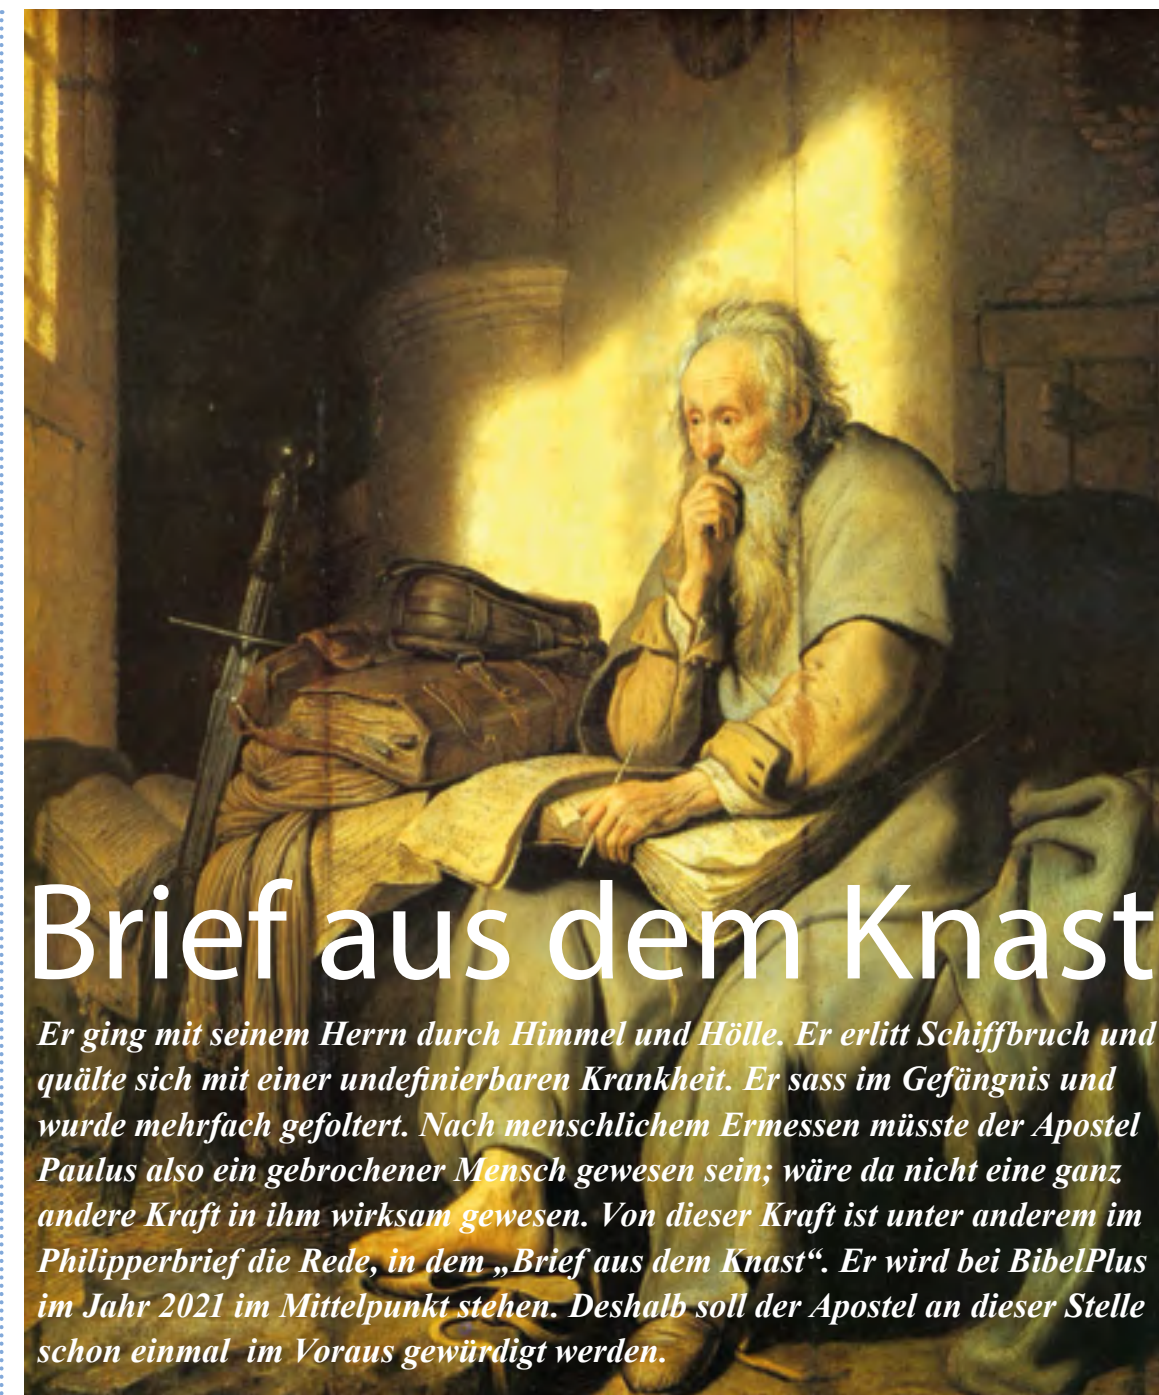 Brief aus dem Knast
Er ging mit seinem Herrn durch Himmel und Hölle. Er erlitt Schiffbruch und
quälte sich mit einer undefinierbaren Krankheit. Er sass im Gefängnis und
wurde mehrfach gefoltert. Nach menschlichem Ermessen müsste der Apostel
Paulus also ein gebrochener Mensch gewesen sein; wäre da nicht eine ganz
andere Kraft in ihm wirksam gewesen. Von dieser Kraft ist unter anderem im
Philipperbrief die Rede, in dem „Brief aus dem Knast“. Er wird bei BibelPlus
im Jahr 2021 im Mittelpunkt stehen. Deshalb soll der Apostel an dieser Stelle
schon einmal  im Voraus gewürdigt werden.